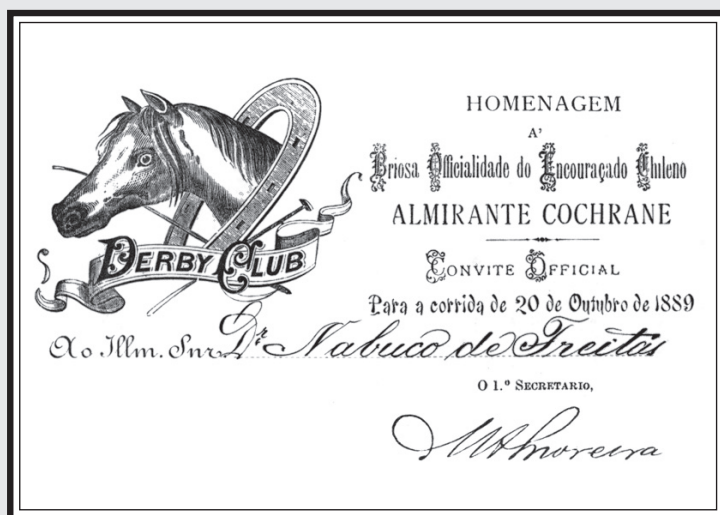 HOMENAGEM
A'
Briosa Officialidade do Encouraçado Chileno
ALMIRANTE COCHRANE
DERBY CLUB
CONVITE OFFICIAL
Para a corrida de 20 de Outubro de 1889
Ao Illm. Snr. Dr. Nabuco de Freitas
O 1.º SECRETARIO,
Moreira